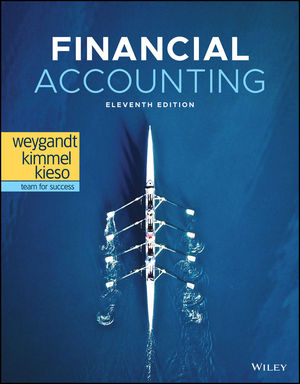 FINANCIAL
ACCOUNTING
ELEVENTH EDITION
weygandt
kimmel
kieso
team for success
WILEY